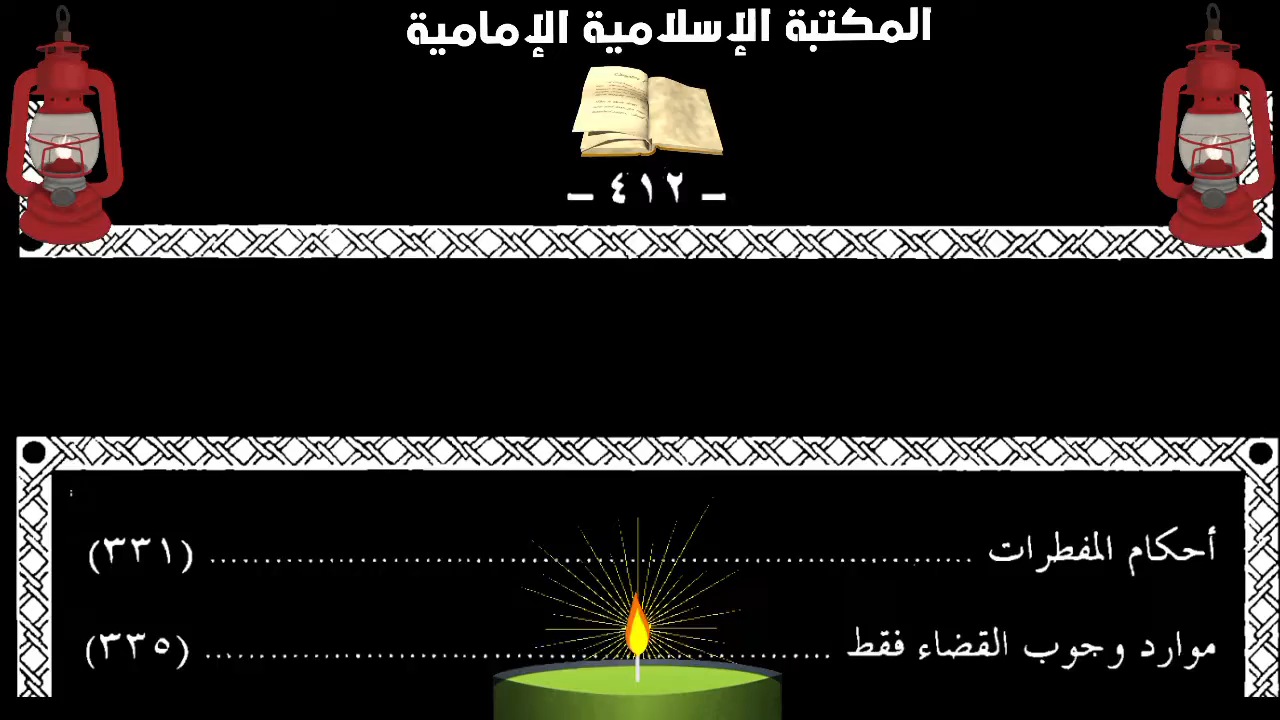 المكتبة الإسلامية الإمامية
– ٤١٢ –
أحكام المفطرات ........................ (٣٣١)
موارد وجوب القضاء فقط ........................ (٣٣٥)